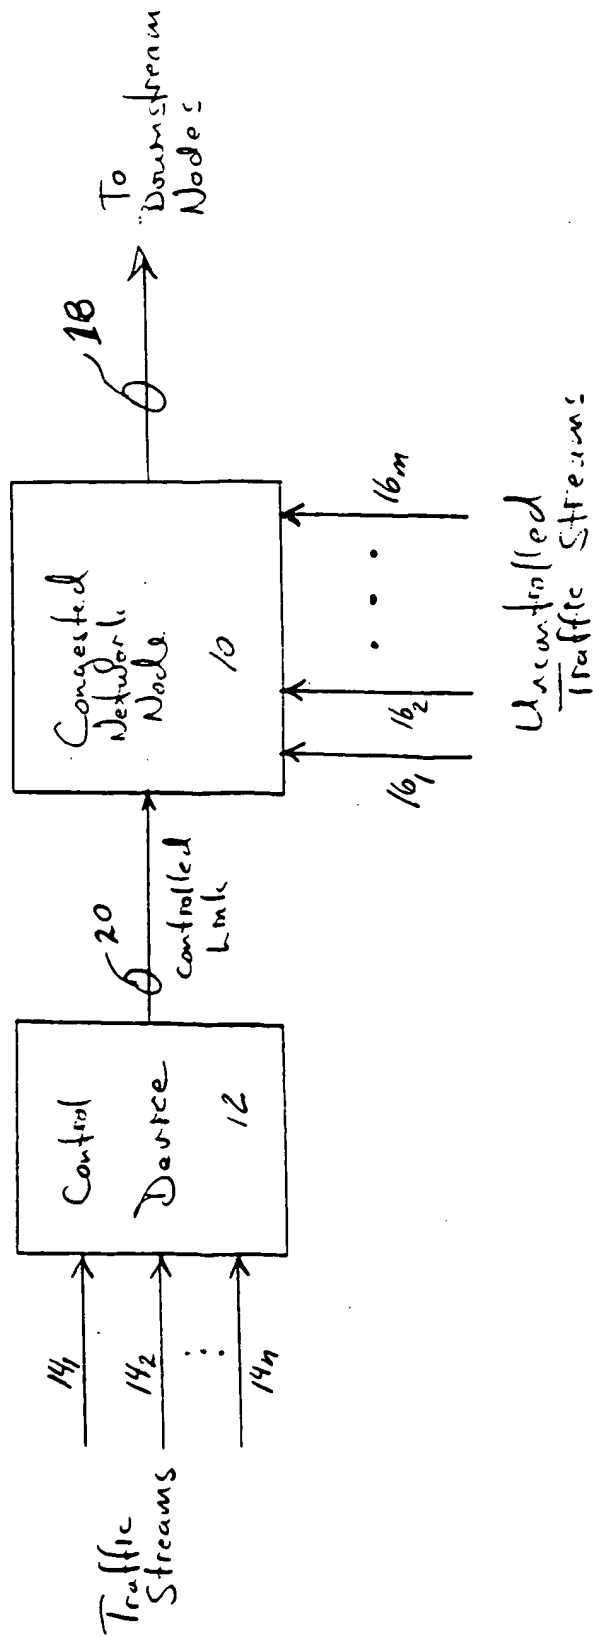 Traffic
Streams
14₁
14₂
14n
Control
Device
12
20
Controlled
Link
Congested
Network
Node
10
18
To
Downstream
Nodes
16₁
16₂
16m
Uncontrolled
Traffic Streams